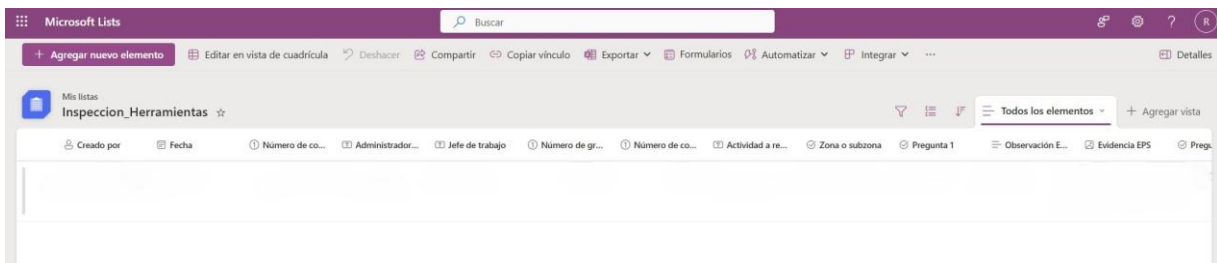 Microsoft Lists
Buscar
?
R
+ Agregar nuevo elemento Editar en vista de cuadrícula Deshacer Compartir Copiar vínculo Exportar Formularios Automatizar Integrar ... Detalles
Mis listas
Inspeccion_Herramientas
Todos los elementos + Agregar vista
Creado por Fecha Número de co... Administrador... Jefe de trabajo Número de gr... Número de co... Actividad a re... Zona o subzona Pregunta 1 Observación E... Evidencia EPS Pregu